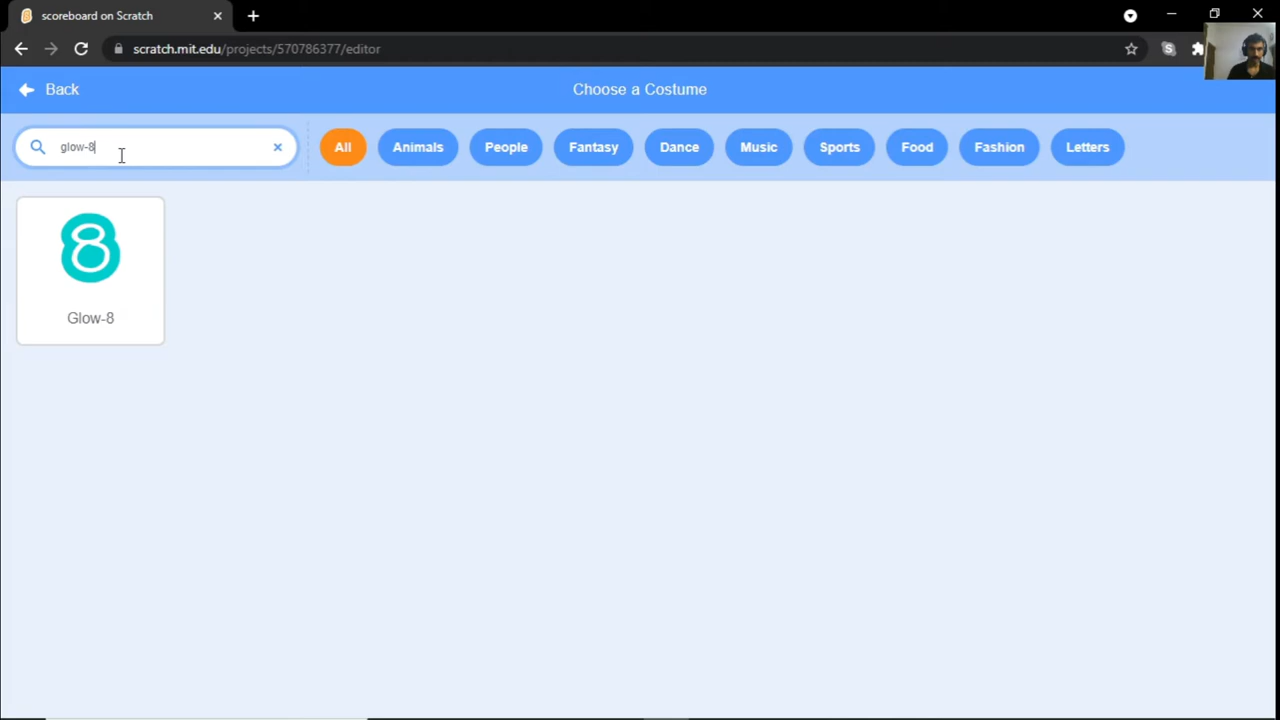 scoreboard on Scratch
scratch.mit.edu/projects/570786377/editor
Back
Choose a Costume
glow-8
All
Animals
People
Fantasy
Dance
Music
Sports
Food
Fashion
Letters
8
Glow-8